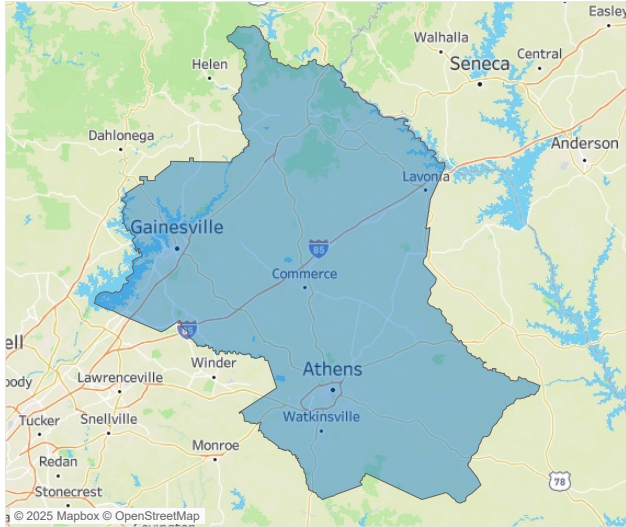 Easley
Walhalla
Central
Helen
Seneca
Dahlonega
Anderson
Lavonia
Gainesville
85
Commerce
85
ell
Winder
Athens
Lawrenceville
oody
Watkinsville
Tucker
Snellville
Monroe
Redan
78
Stonecrest
© 2025 Mapbox © OpenStreetMap